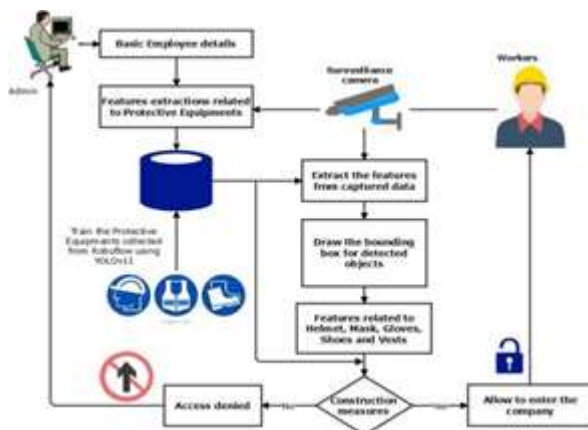 Admin
Basic Employee details
Features extractions related
to Protective Equipments
Surveillance
camera
Workers
Extract the features
from captured data
Train the Protective
Equipments collected
from Roboflow using
YOLOv11
Draw the bounding
box for detected
objects
Features related to
Helmet, Mask, Gloves,
Shoes and Vests
Access denied
Construction
measures
Allow to enter the
company